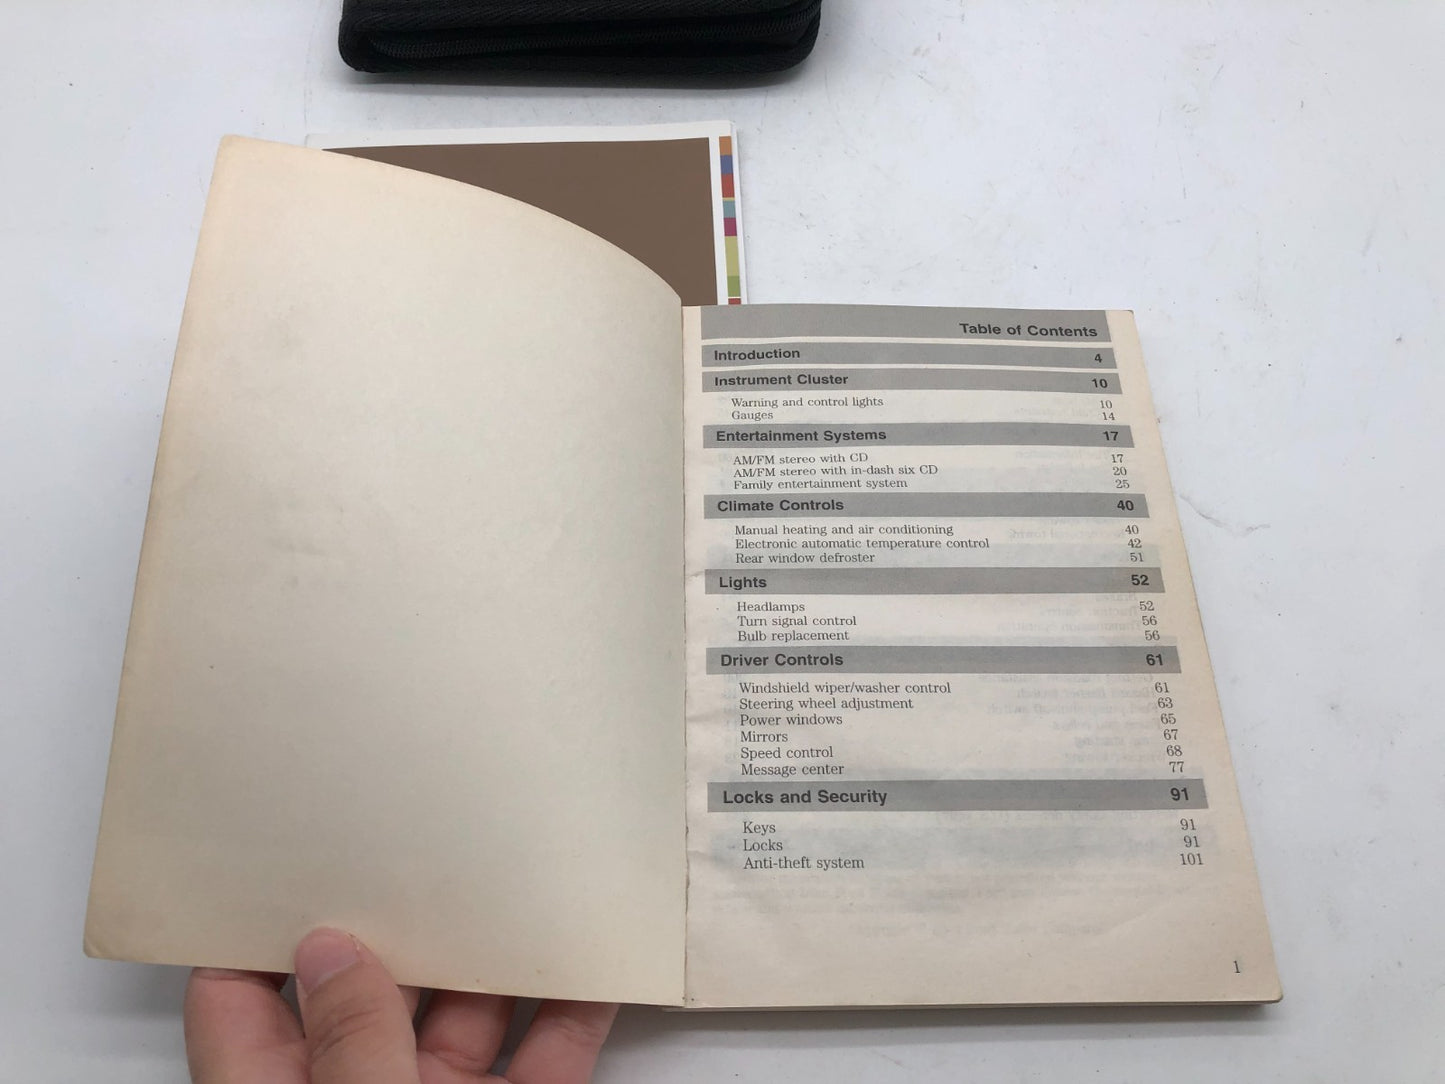 Table of Contents
Introduction 4
Instrument Cluster 10
Warning and control lights 10
Gauges 14
Entertainment Systems 17
AM/FM stereo with CD 17
AM/FM stereo with in-dash six CD 20
Family entertainment system 25
Climate Controls 40
Manual heating and air conditioning 40
Electronic automatic temperature control 42
Rear window defroster 51
Lights 52
Headlamps 52
Turn signal control 56
Bulb replacement 56
Driver Controls 61
Windshield wiper/washer control 61
Steering wheel adjustment 63
Power windows 65
Mirrors 67
Speed control 68
Message center 77
Locks and Security 91
Keys 91
Locks 91
Anti-theft system 101
1